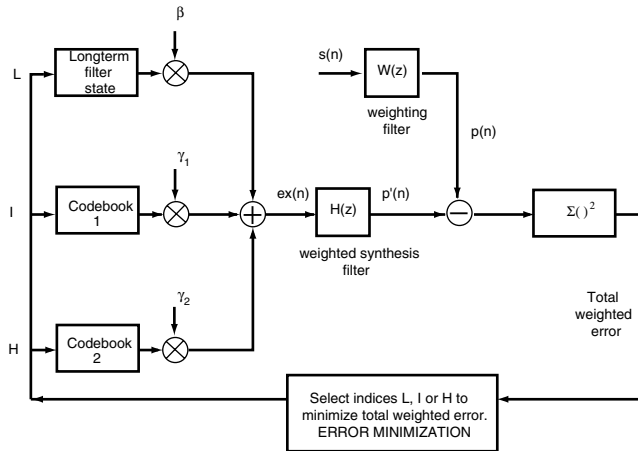 β
L
Longterm
filter
state
s(n)
W(z)
weighting
filter
p(n)
γ1
I
Codebook
1
ex(n)
H(z)
p'(n)
weighted synthesis
filter
Σ( )²
γ2
H
Codebook
2
Total
weighted
error
Select indices L, I or H to
minimize total weighted error.
ERROR MINIMIZATION